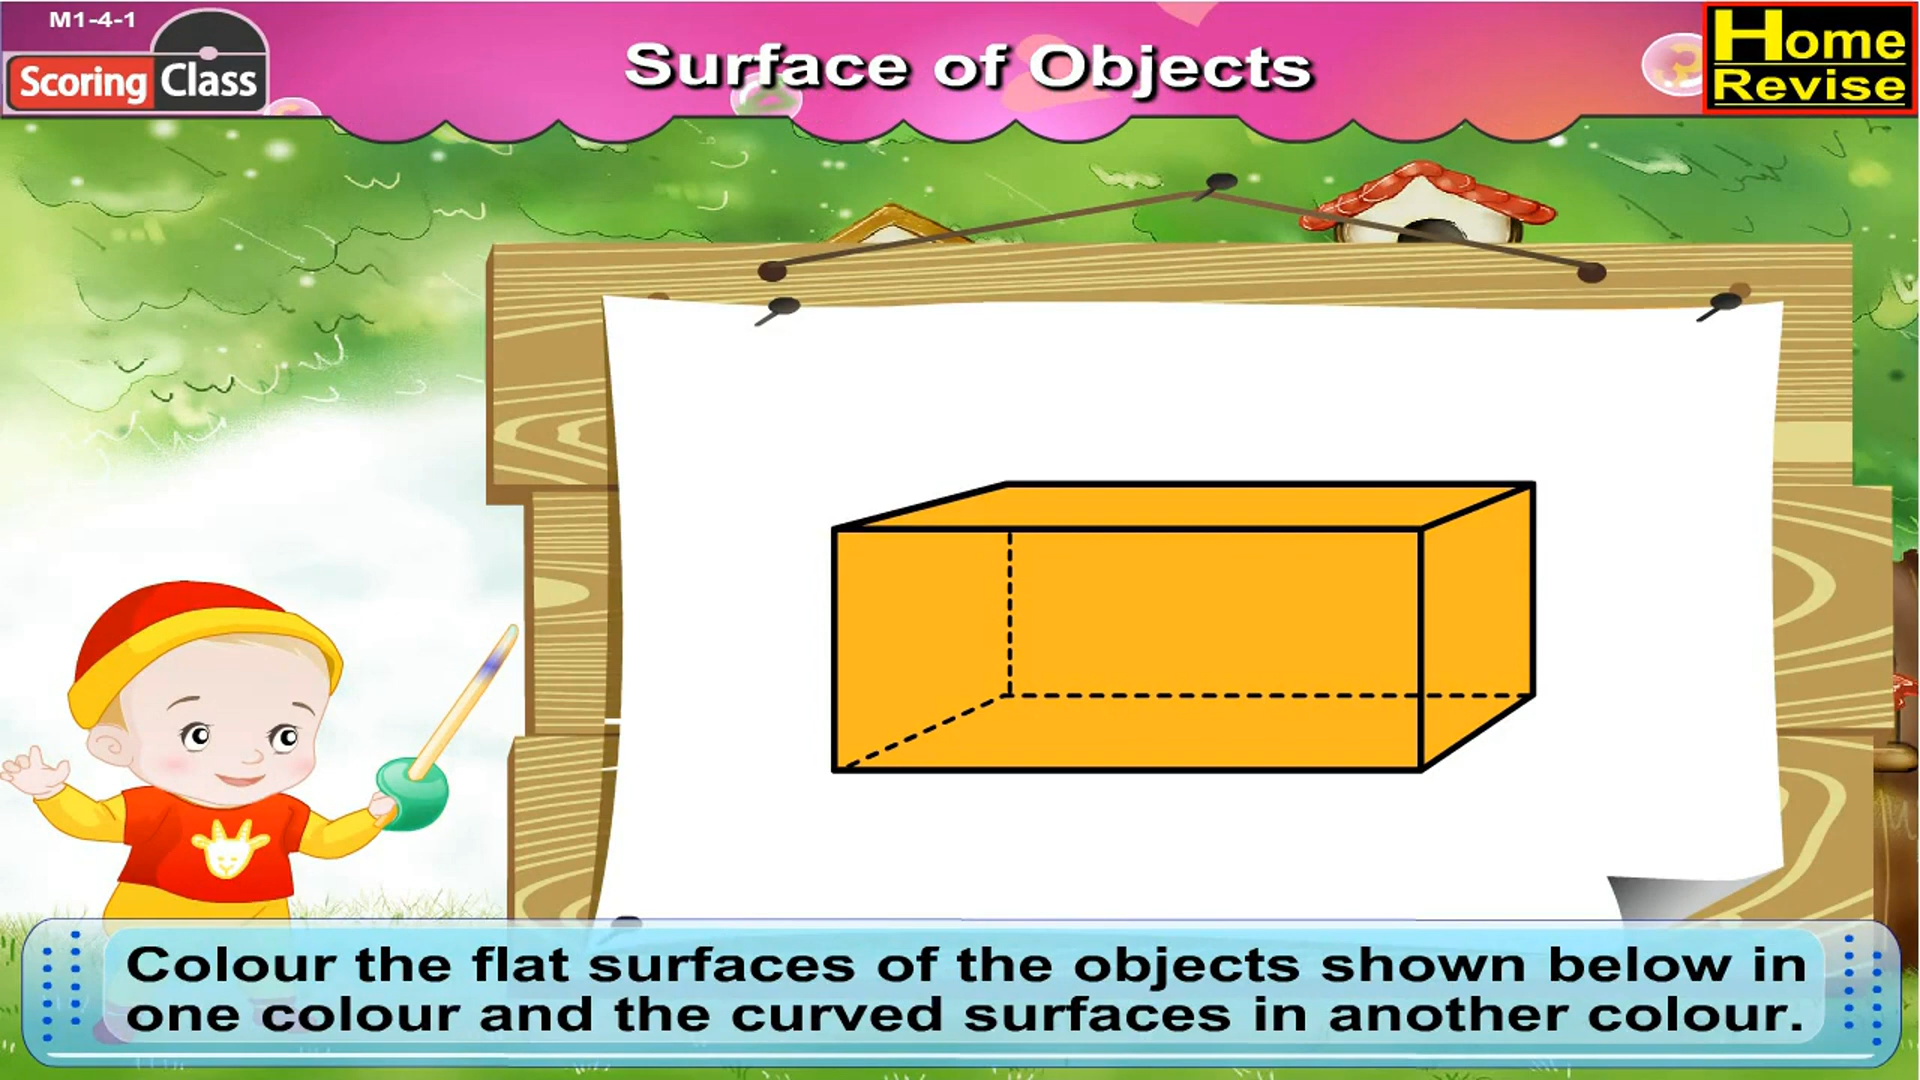 M1-4-1
Scoring Class
Surface of Objects
Home
Revise
Colour the flat surfaces of the objects shown below in
one colour and the curved surfaces in another colour.